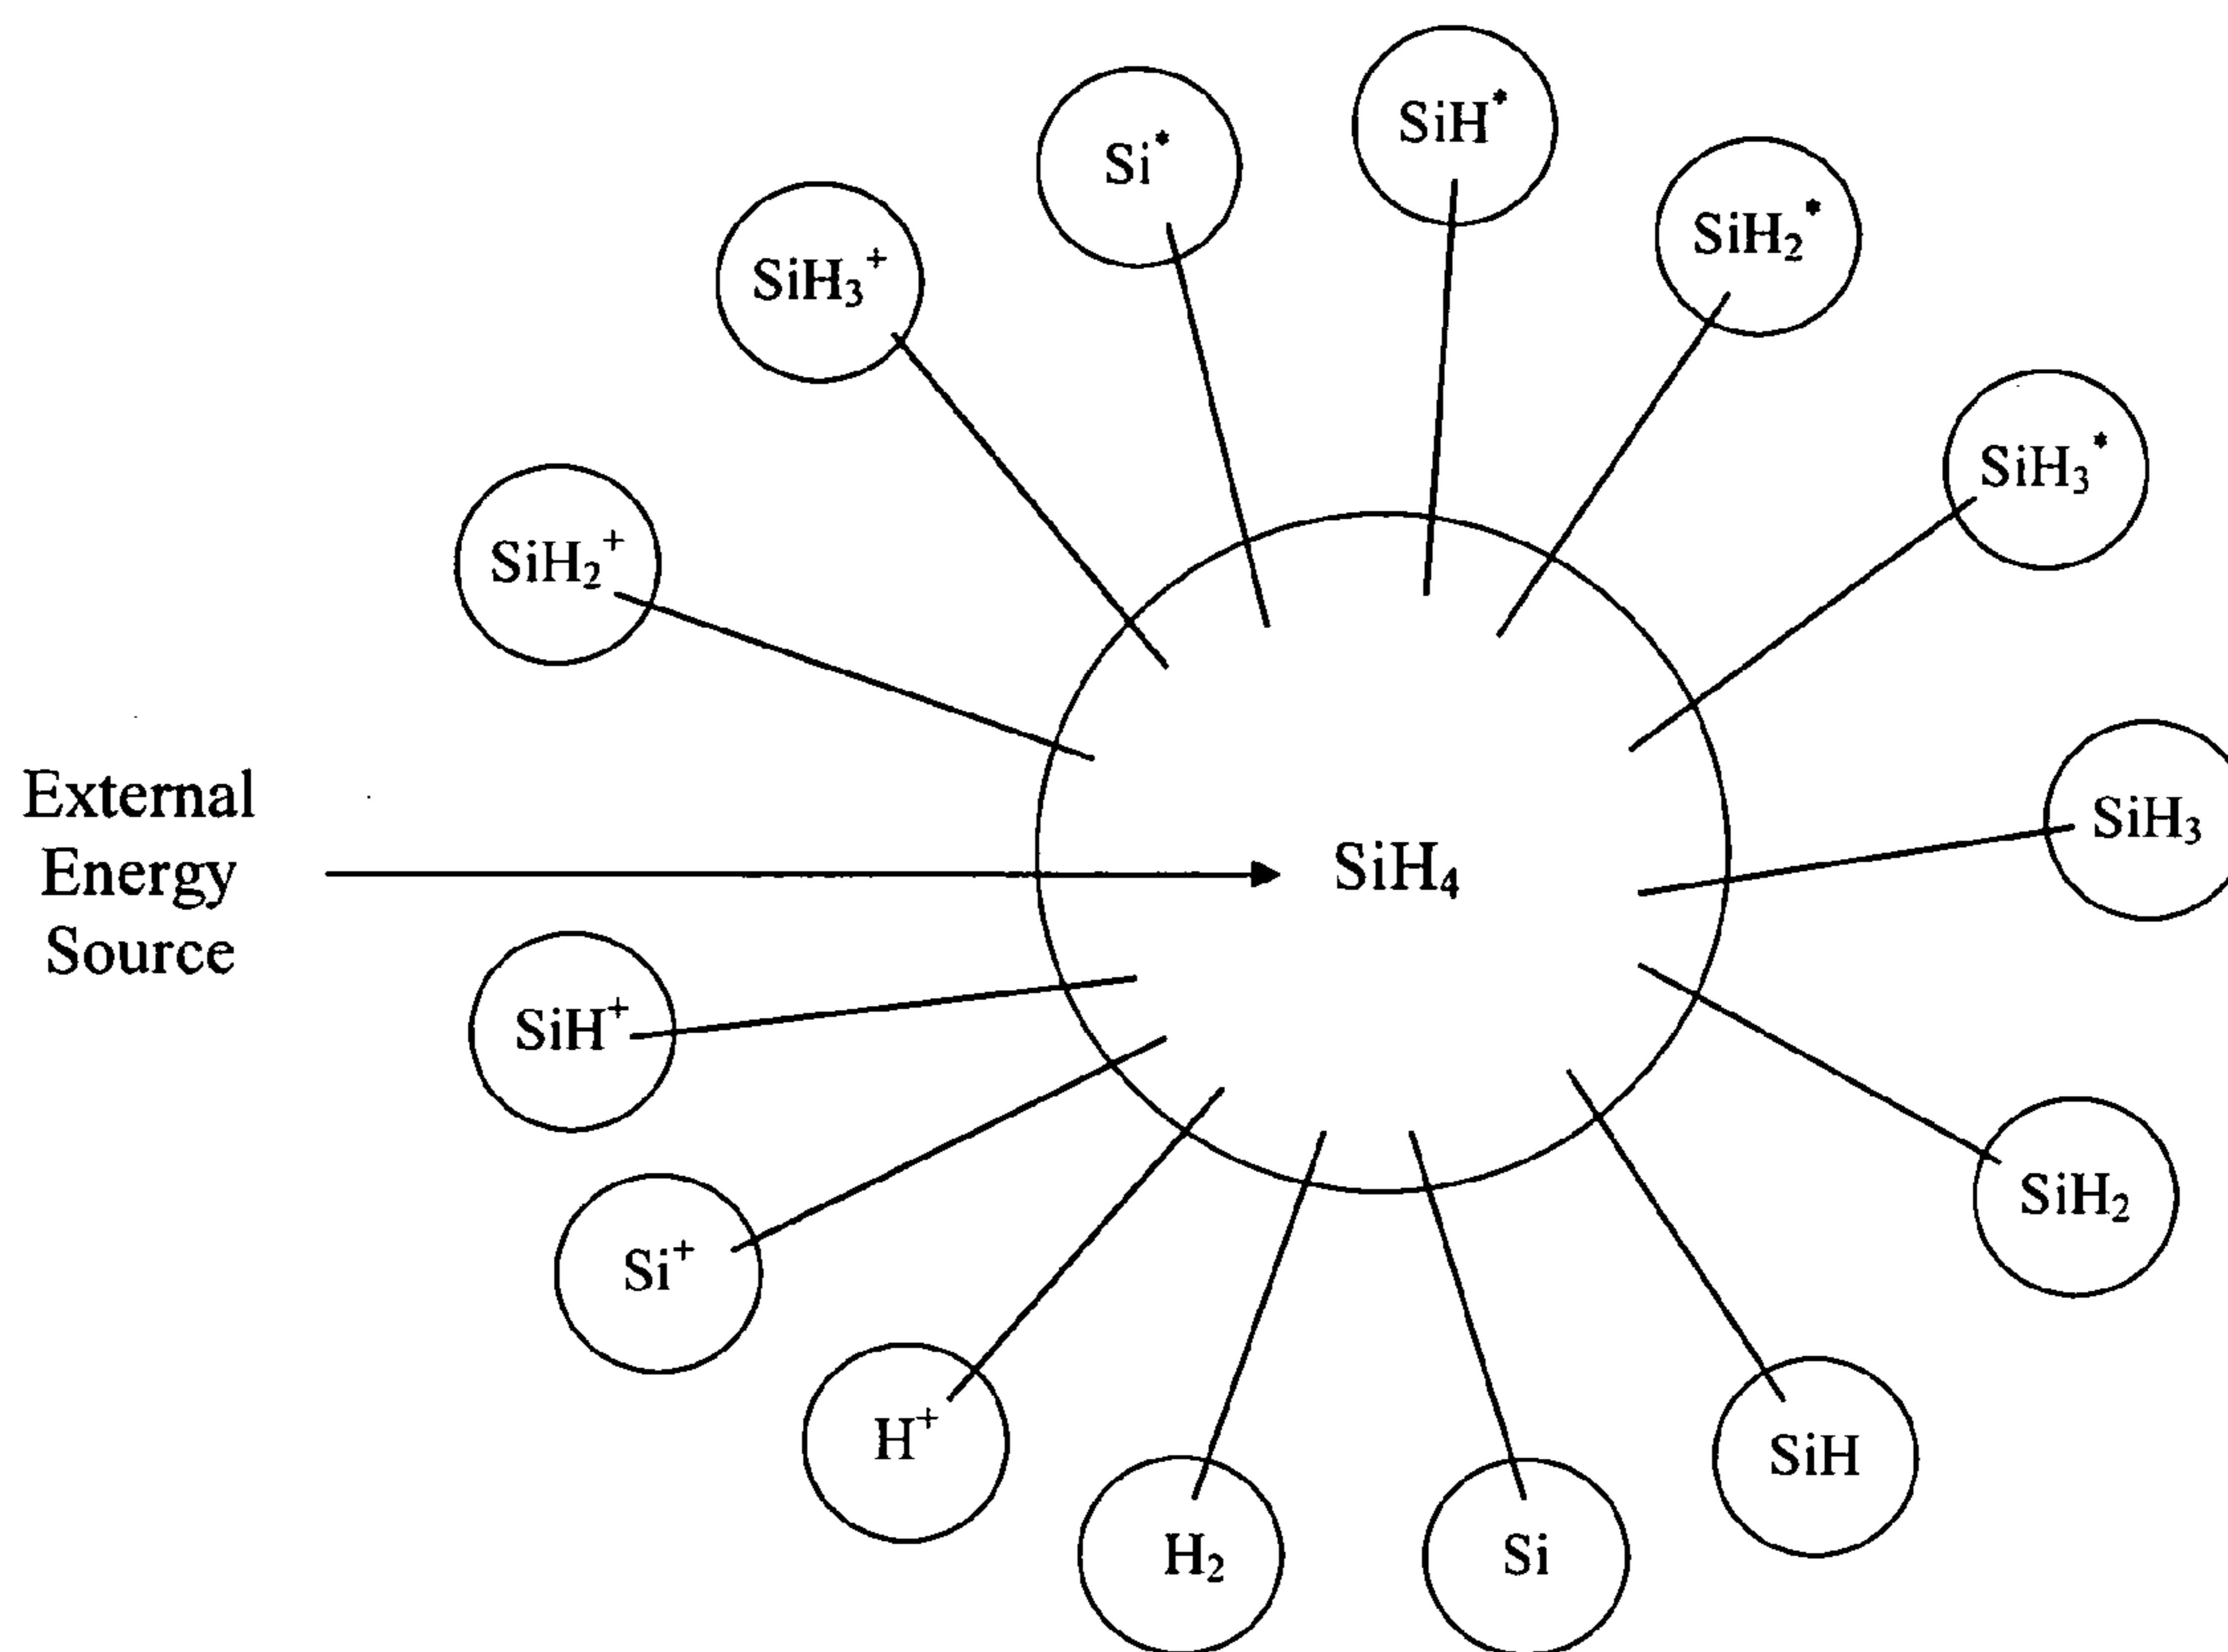 SiH*
Si*
SiH₂*
SiH₃⁺
SiH₃*
SiH₂⁺
SiH₃
External
Energy
Source
SiH₄
SiH⁺
SiH₂
Si⁺
H⁺
SiH
H₂
Si